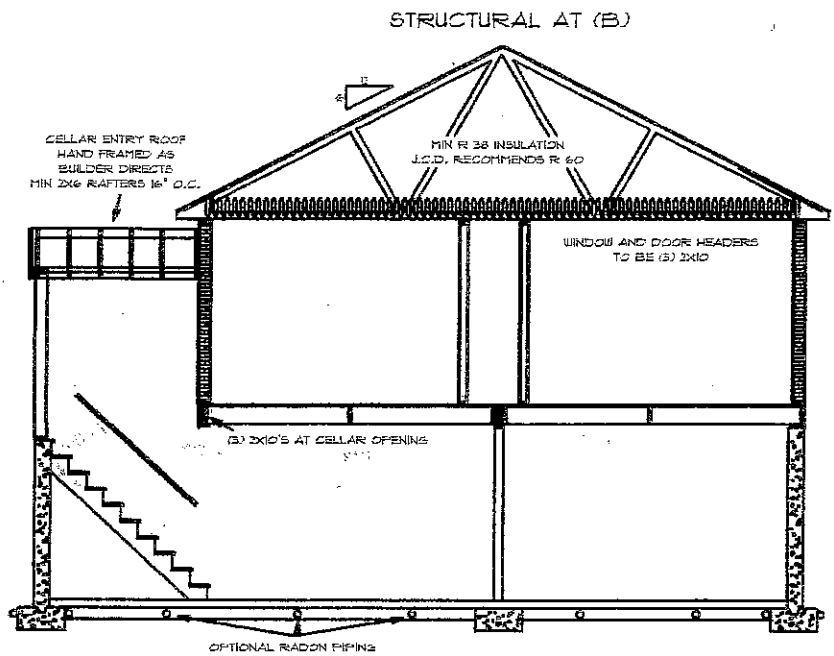 STRUCTURAL AT (B)
12
CELLAR ENTRY ROOF
HAND FRAMED AS
BUILDER DIRECTS
MIN 2X6 RAFTERS 16" O.C.
MIN R 38 INSULATION
J.C.D. RECOMMENDS R 60
WINDOW AND DOOR HEADERS
TO BE (3) 2X10
(3) 2X10'S AT CELLAR OPENING
OPTIONAL RADON PIPING